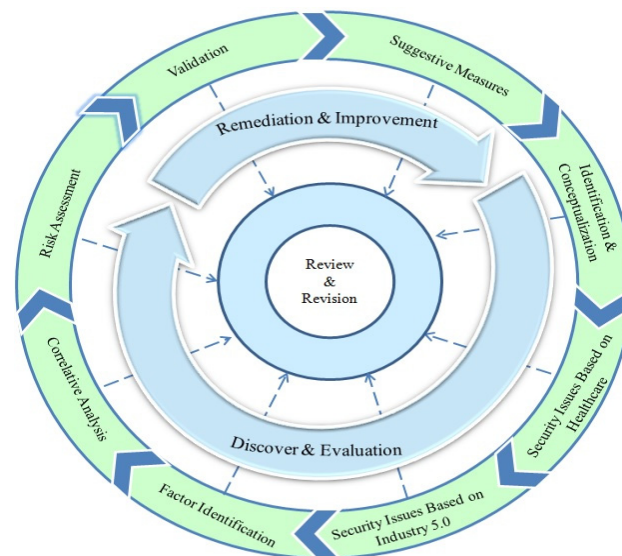 Validation
Suggestive Measures
Remediation & Improvement
Identification &
Conceptualization
Risk Assessment
Review
&
Revision
Correlative Analysis
Security Issues Based on
Healthcare
Discover & Evaluation
Factor Identification
Security Issues Based on
Industry 5.0